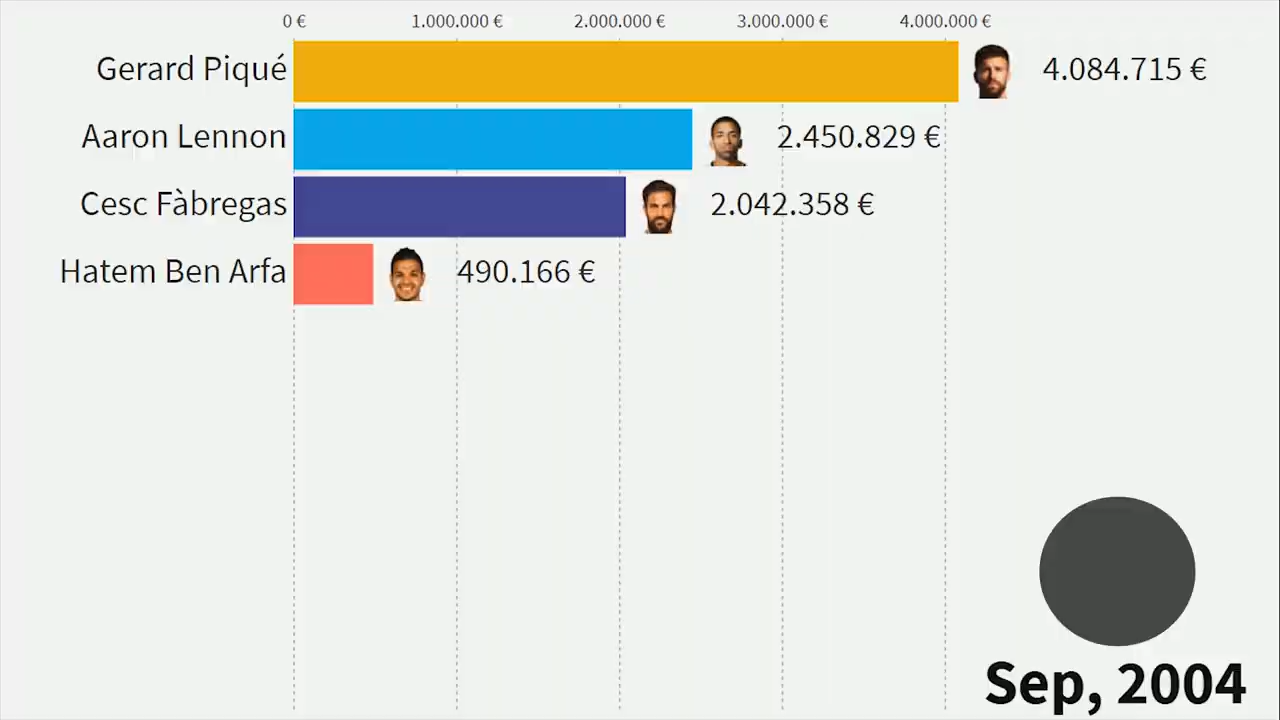 0 € 1.000.000 € 2.000.000 € 3.000.000 € 4.000.000 €
Gerard Piqué 4.084.715 €
Aaron Lennon 2.450.829 €
Cesc Fàbregas 2.042.358 €
Hatem Ben Arfa 490.166 €
Sep, 2004